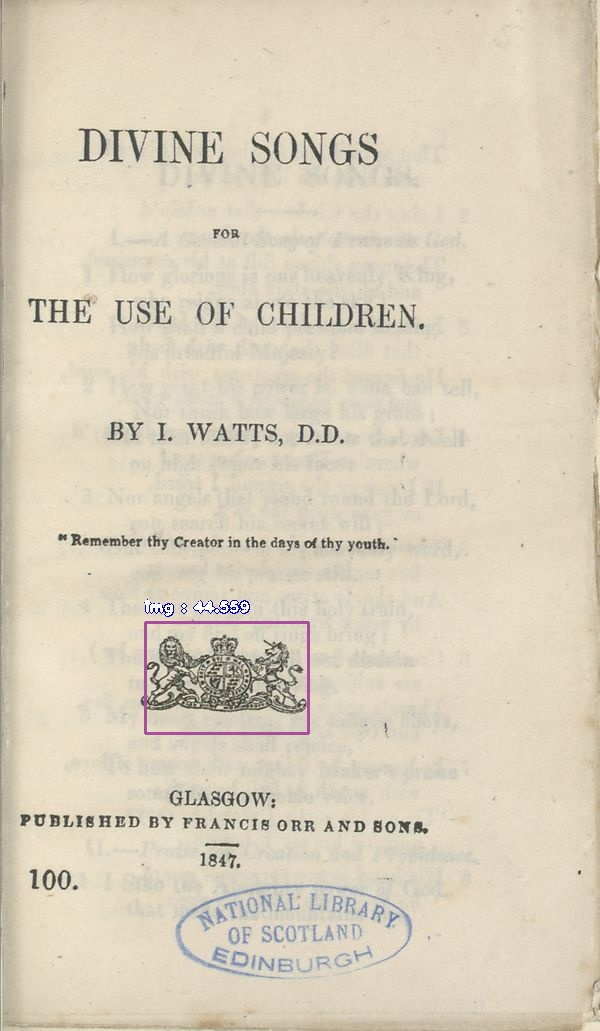 DIVINE SONGS
FOR
THE USE OF CHILDREN.
BY I. WATTS, D.D.
"Remember thy Creator in the days of thy youth."
img : 44.559
GLASGOW:
PUBLISHED BY FRANCIS ORR AND SONS.
1847.
100.
NATIONAL LIBRARY
OF SCOTLAND
EDINBURGH